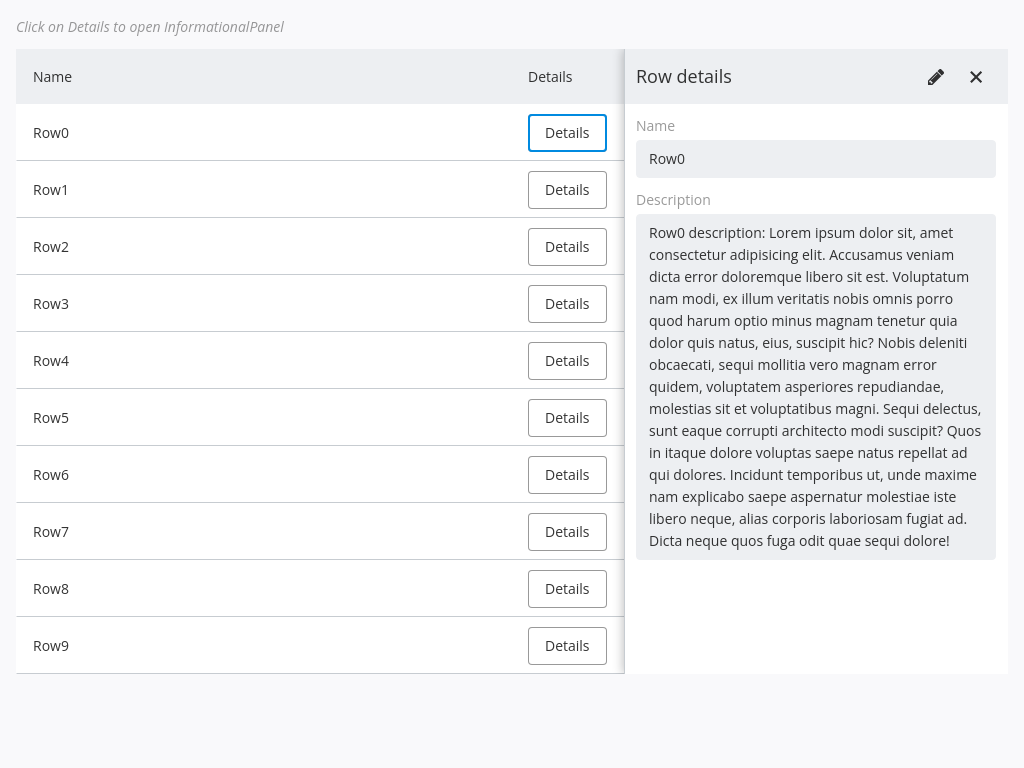 Click on Details to open InformationalPanel
Name Details
Row0 Details
Row1 Details
Row2 Details
Row3 Details
Row4 Details
Row5 Details
Row6 Details
Row7 Details
Row8 Details
Row9 Details
Row details
Name
Row0
Description
Row0 description: Lorem ipsum dolor sit, amet
consectetur adipisicing elit. Accusamus veniam
dicta error doloremque libero sit est. Voluptatum
nam modi, ex illum veritatis nobis omnis porro
quod harum optio minus magnam tenetur quia
dolor quis natus, eius, suscipit hic? Nobis deleniti
obcaecati, sequi mollitia vero magnam error
quidem, voluptatem asperiores repudiandae,
molestias sit et voluptatibus magni. Sequi delectus,
sunt eaque corrupti architecto modi suscipit? Quos
in itaque dolore voluptas saepe natus repellat ad
qui dolores. Incidunt temporibus ut, unde maxime
nam explicabo saepe aspernatur molestiae iste
libero neque, alias corporis laboriosam fugiat ad.
Dicta neque quos fuga odit quae sequi dolore!